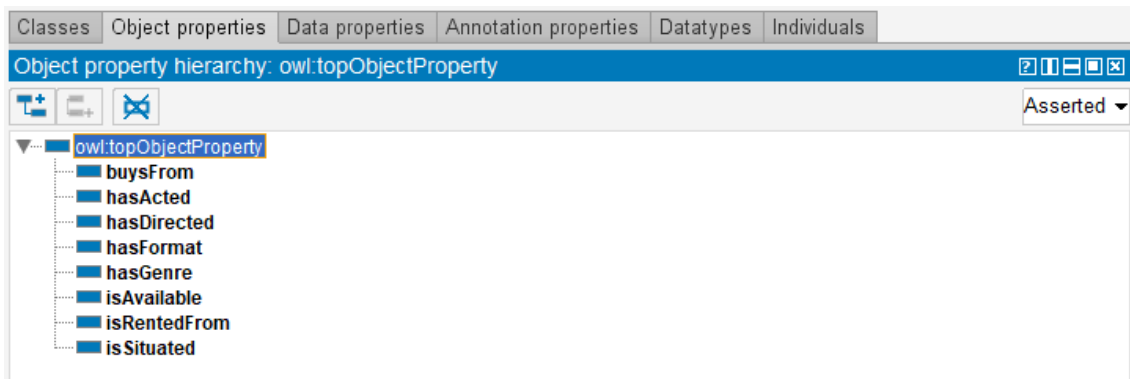 Classes Object properties Data properties Annotation properties Datatypes Individuals
Object property hierarchy: owl:topObjectProperty
Asserted
owl:topObjectProperty
buysFrom
hasActed
hasDirected
hasFormat
hasGenre
isAvailable
isRentedFrom
isSituated